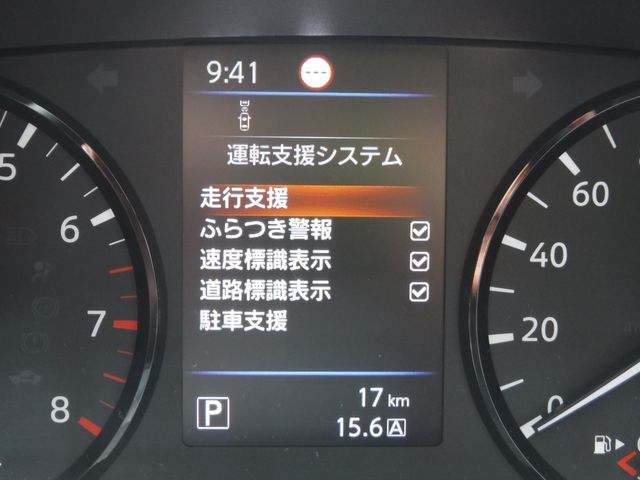 9:41 ---
運転支援システム
走行支援
ふらつき警報
速度標識表示
道路標識表示
駐車支援
P
17 km
15.6 A
5
6
7
8
60
40
20
0